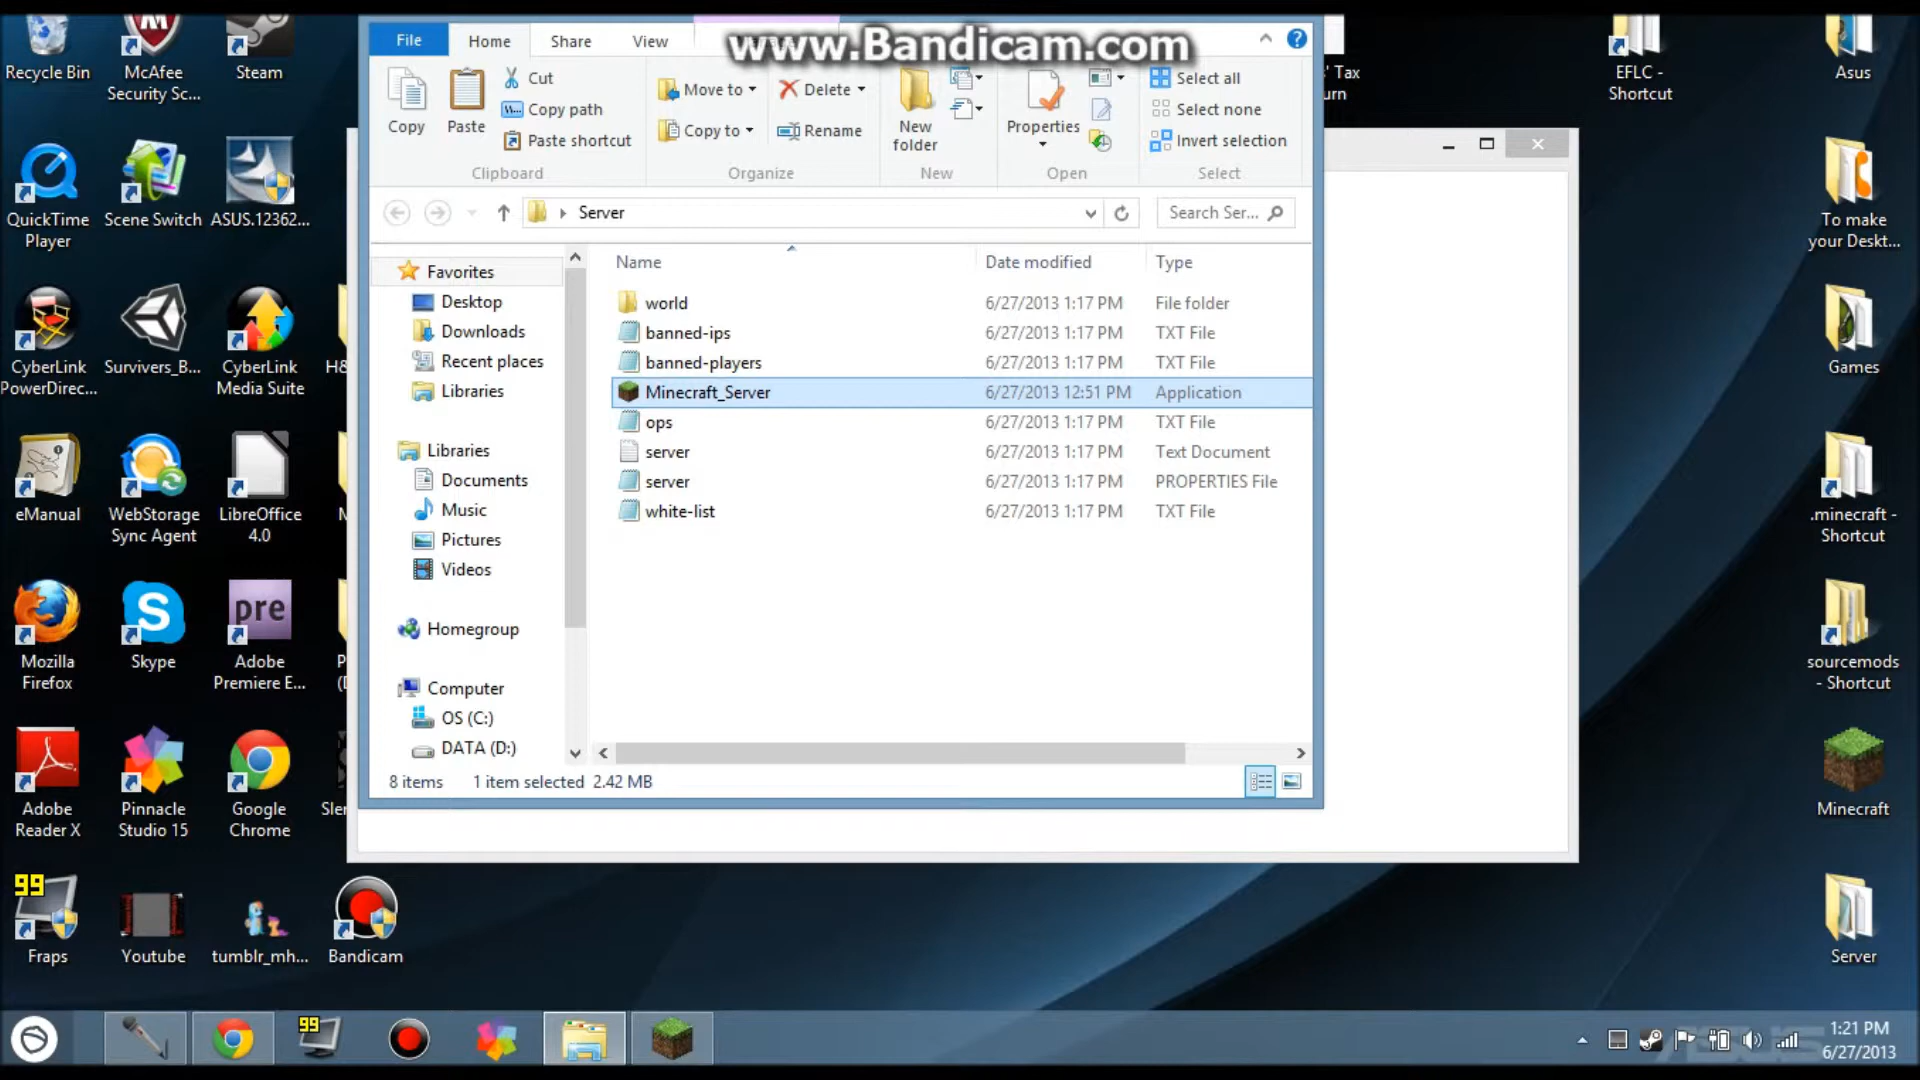 www.Bandicam.com
File
Home
Share
View
Copy
Paste
Cut
Copy path
Paste shortcut
Clipboard
Move to
Copy to
Delete
Rename
Organize
New
folder
New
Properties
Open
Select all
Select none
Invert selection
Select
Server
Search Ser...
Name
Date modified
Type
world 6/27/2013 1:17 PM File folder
banned-ips 6/27/2013 1:17 PM TXT File
banned-players 6/27/2013 1:17 PM TXT File
Minecraft_Server 6/27/2013 12:51 PM Application
ops 6/27/2013 1:17 PM TXT File
server 6/27/2013 1:17 PM Text Document
server 6/27/2013 1:17 PM PROPERTIES File
white-list 6/27/2013 1:17 PM TXT File
Favorites
Desktop
Downloads
Recent places
Libraries
Libraries
Documents
Music
Pictures
Videos
Homegroup
Computer
OS (C:)
DATA (D:)
8 items 1 item selected 2.42 MB
Recycle Bin
McAfee
Security Sc...
Steam
QuickTime
Player
Scene Switch
ASUS.12362...
CyberLink
PowerDirec...
Survivers_B...
CyberLink
Media Suite
H&
eManual
WebStorage
Sync Agent
LibreOffice
4.0
Mozilla
Firefox
Skype
pre
Adobe
Premiere E...
Adobe
Reader X
Pinnacle
Studio 15
Google
Chrome
Sler
99
Fraps
Youtube
tumblr_mh...
Bandicam
' Tax
urn
EFLC -
Shortcut
Asus
To make
your Deskt...
Games
.minecraft -
Shortcut
sourcemods
- Shortcut
Minecraft
Server
99
1:21 PM
6/27/2013